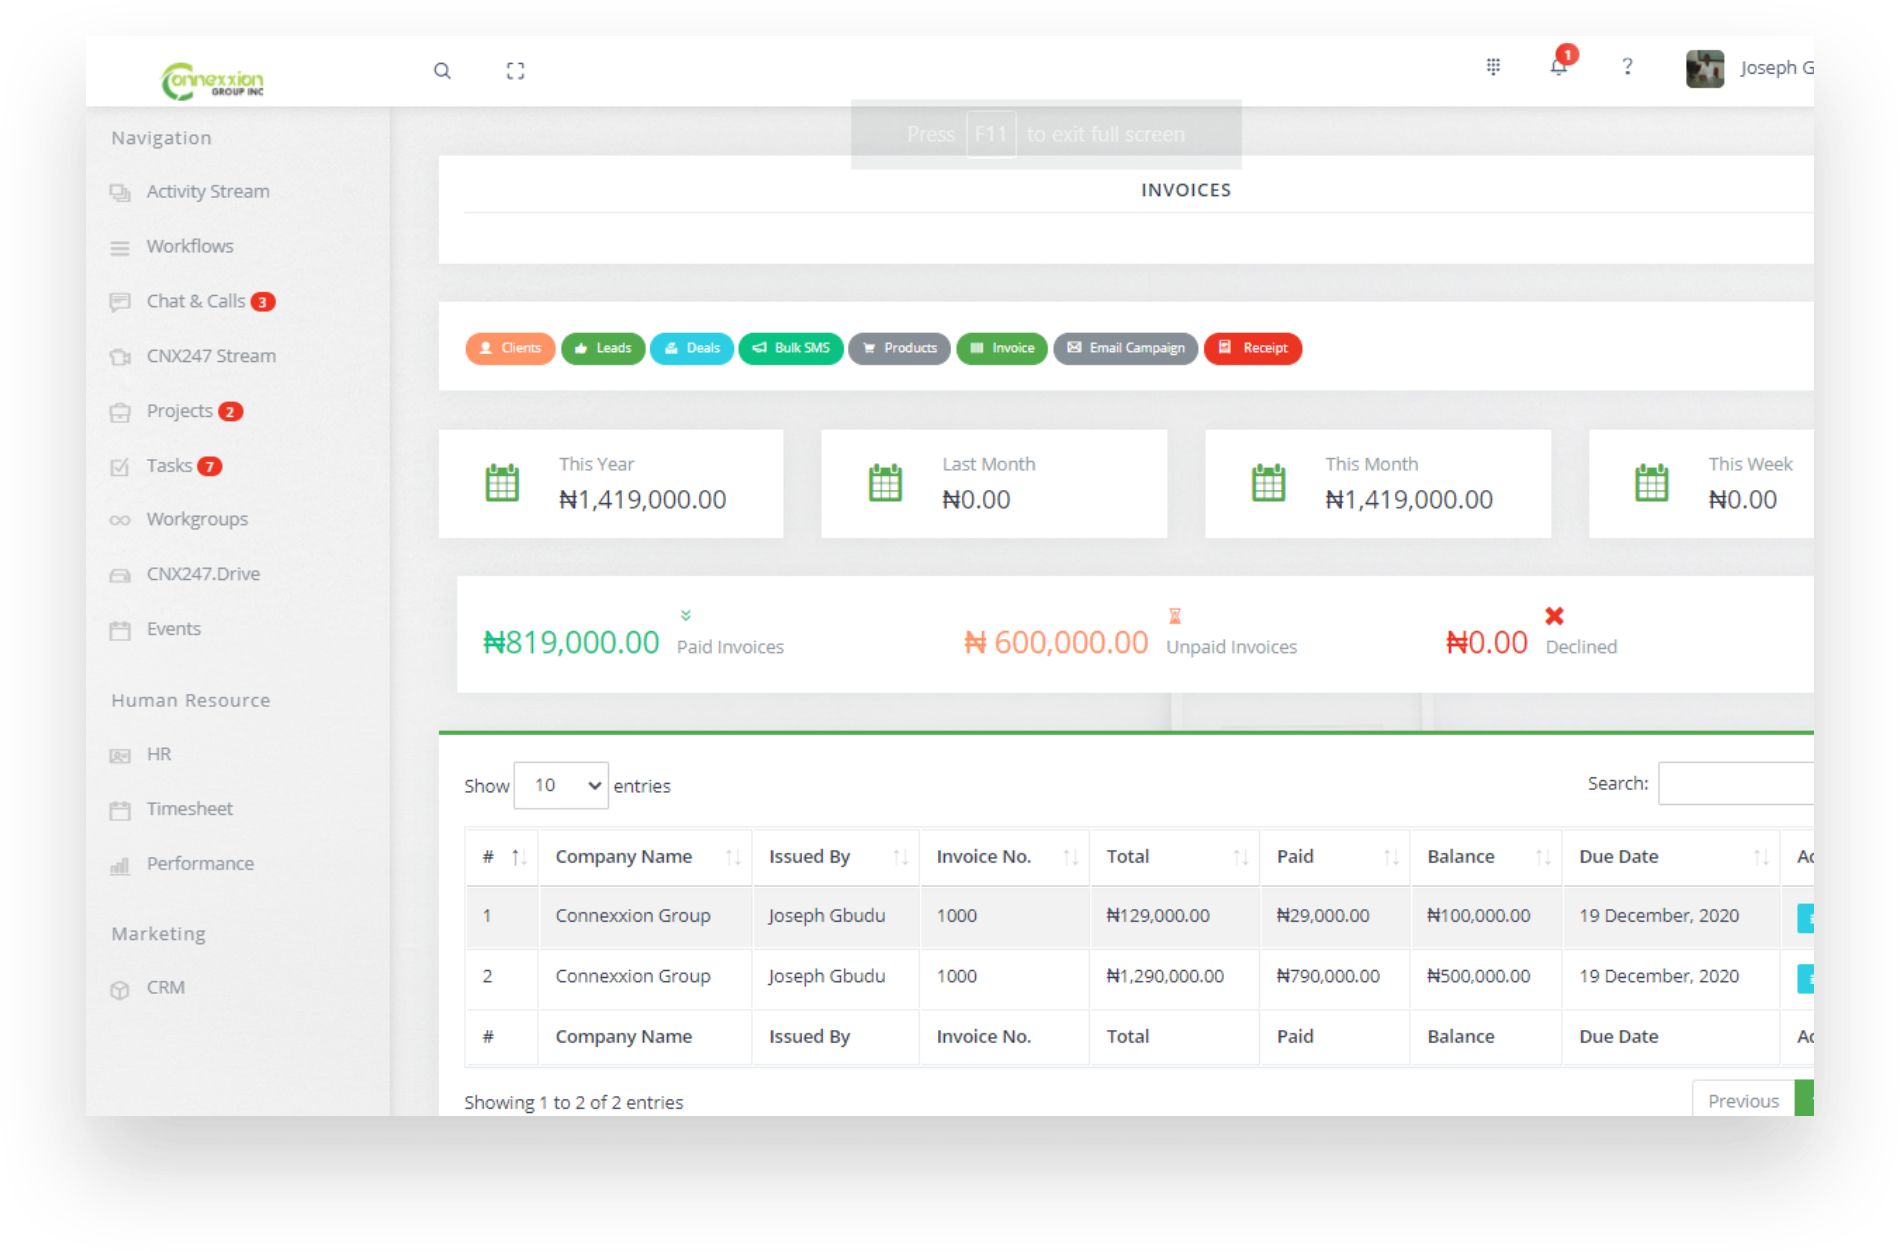 Connexxion
GROUP INC
1
?
Joseph G
Press F11 to exit full screen
Navigation
Activity Stream
Workflows
Chat & Calls 3
CNX247 Stream
Projects 2
Tasks 7
Workgroups
CNX247.Drive
Events
Human Resource
HR
Timesheet
Performance
Marketing
CRM
INVOICES
Clients Leads Deals Bulk SMS Products Invoice Email Campaign Receipt
This Year
₦1,419,000.00
Last Month
₦0.00
This Month
₦1,419,000.00
This Week
₦0.00
₦819,000.00 Paid Invoices
₦ 600,000.00 Unpaid Invoices
₦0.00 Declined
Show 10 entries
Search:
# Company Name Issued By Invoice No. Total Paid Balance Due Date Ac
1 Connexxion Group Joseph Gbudu 1000 ₦129,000.00 ₦29,000.00 ₦100,000.00 19 December, 2020
2 Connexxion Group Joseph Gbudu 1000 ₦1,290,000.00 ₦790,000.00 ₦500,000.00 19 December, 2020
# Company Name Issued By Invoice No. Total Paid Balance Due Date Ac
Showing 1 to 2 of 2 entries
Previous